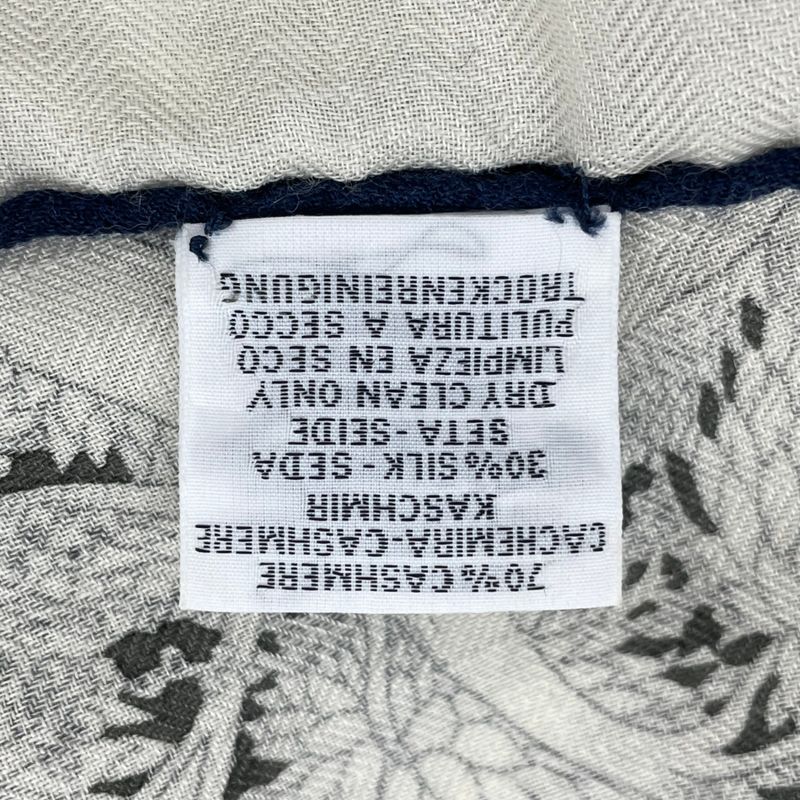 70% CASHMERE
CACHEMIRA-CASHMERE
KASCHMIR
30% SILK - SEDA
SETA - SEIDE
DRY CLEAN ONLY
LIMPIEZA EN SECO
PULITURA A SECCO
TROCKENREINIGUNG